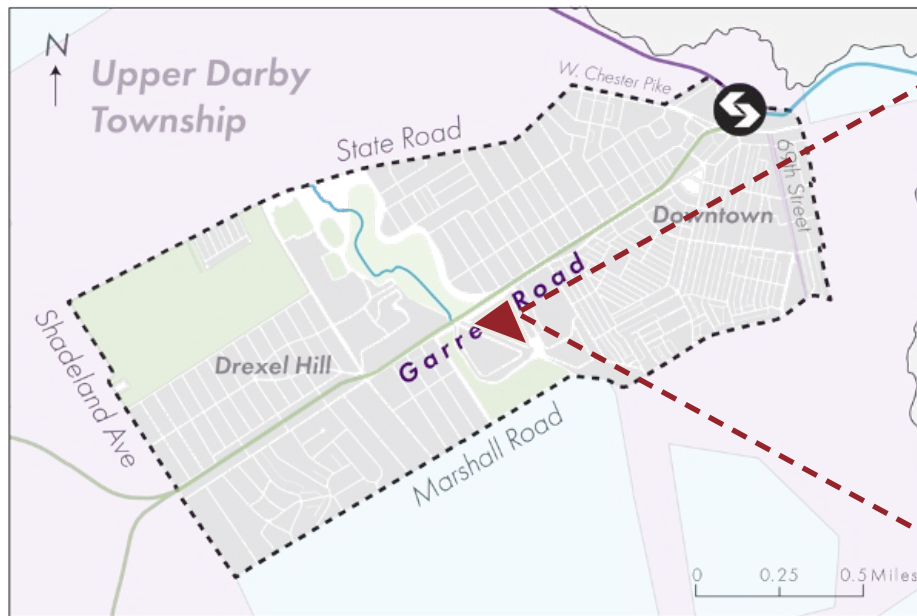 N
Upper Darby
Township
W. Chester Pike
State Road
69th Street
Downtown
Garre Road
Shadeland Ave
Drexel Hill
Marshall Road
0 0.25 0.5 Miles